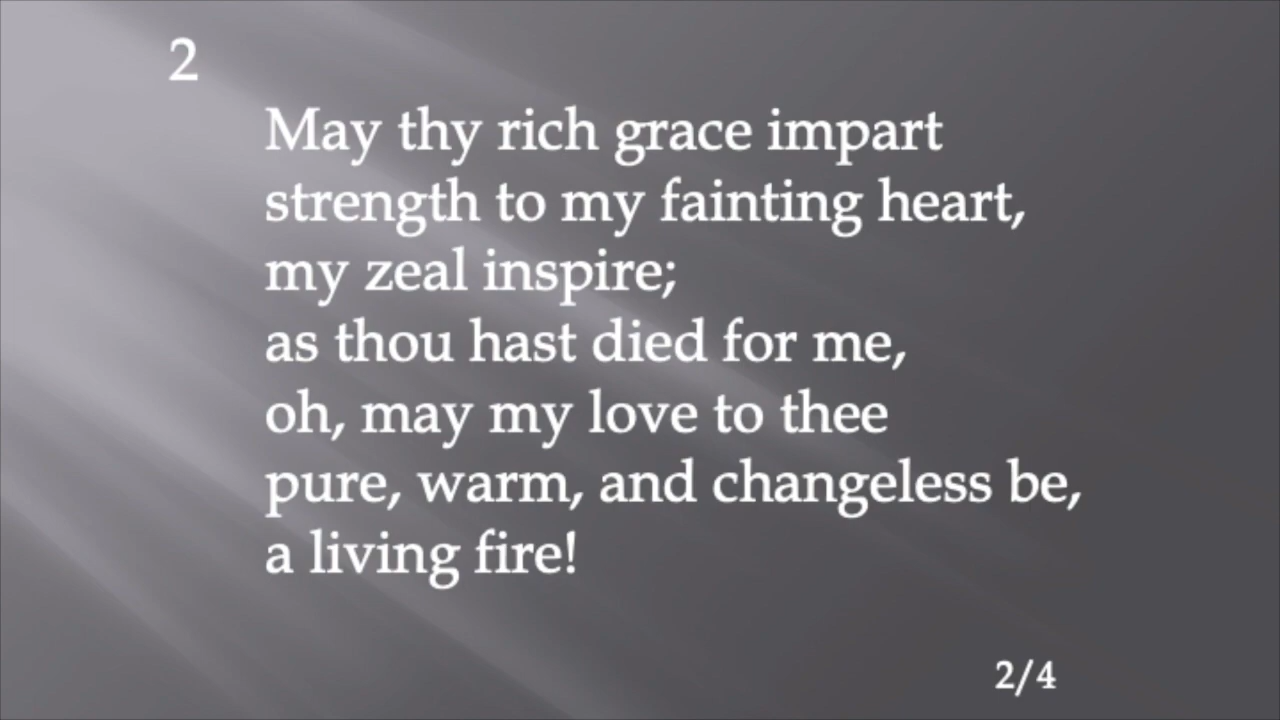 2
May thy rich grace impart
strength to my fainting heart,
my zeal inspire;
as thou hast died for me,
oh, may my love to thee
pure, warm, and changeless be,
a living fire!
2/4